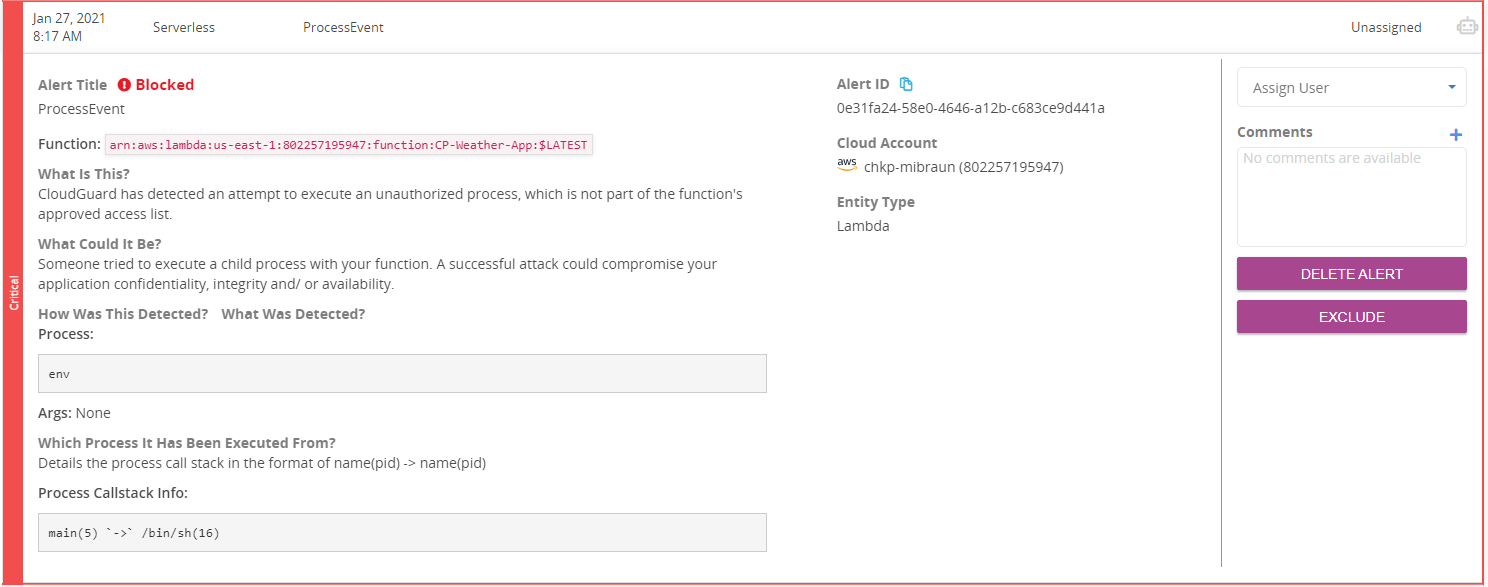 Jan 27, 2021
8:17 AM
Serverless
ProcessEvent
Unassigned
Critical
Alert Title Blocked
ProcessEvent
Function: arn:aws:lambda:us-east-1:802257195947:function:CP-Weather-App:$LATEST
What Is This?
CloudGuard has detected an attempt to execute an unauthorized process, which is not part of the function's
approved access list.
What Could It Be?
Someone tried to execute a child process with your function. A successful attack could compromise your
application confidentiality, integrity and/ or availability.
How Was This Detected? What Was Detected?
Process:
env
Args: None
Which Process It Has Been Executed From?
Details the process call stack in the format of name(pid) -> name(pid)
Process Callstack Info:
main(5) `->` /bin/sh(16)
Alert ID
0e31fa24-58e0-4646-a12b-c683ce9d441a
Cloud Account
aws chkp-mibraun (802257195947)
Entity Type
Lambda
Assign User
Comments +
No comments are available
DELETE ALERT
EXCLUDE